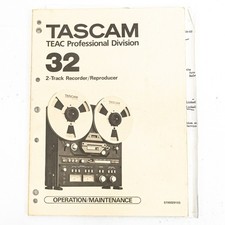 TASCAM
TEAC Professional Division
32
2-Track Recorder/Reproducer
OPERATION/MAINTENANCE